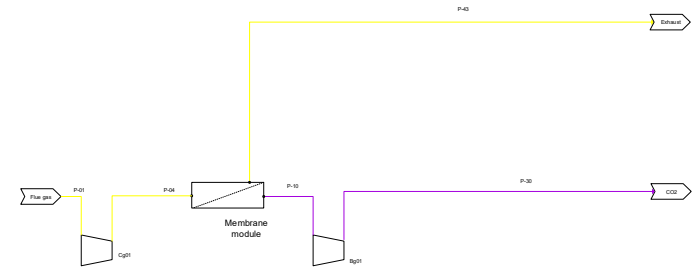 P-43
Exhaust
Flue gas
P-01
P-04
P-10
P-30
CO2
Membrane
module
Cg01
Bg01